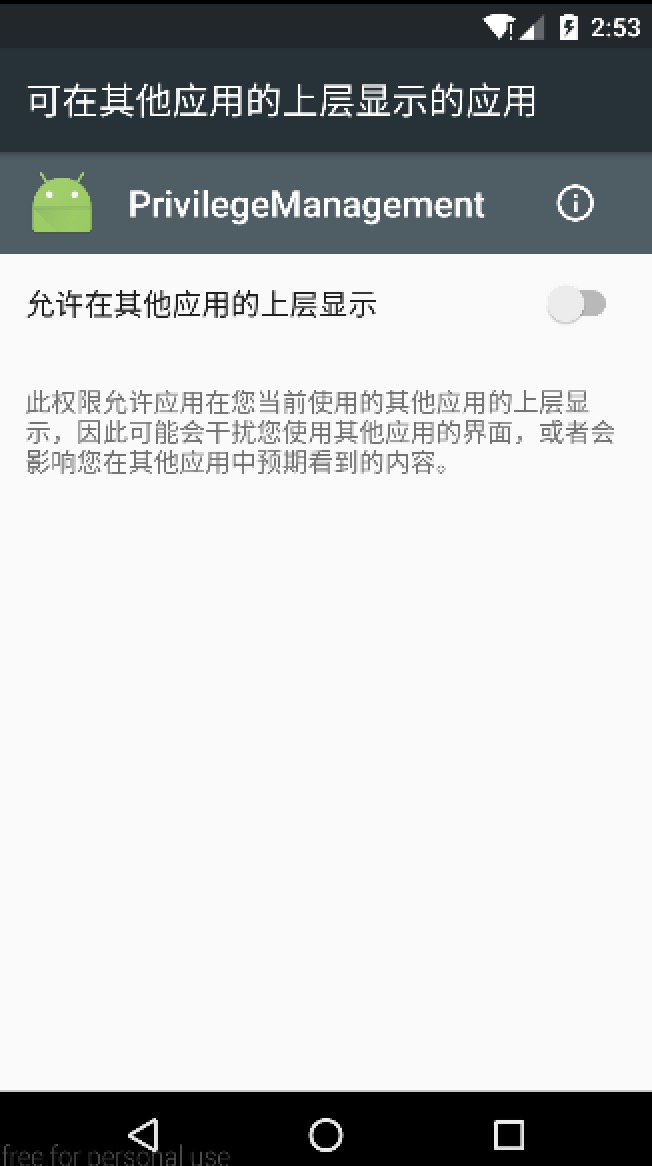 2:53
可在其他应用的上层显示的应用
PrivilegeManagement
允许在其他应用的上层显示
此权限允许应用在您当前使用的其他应用的上层显
示，因此可能会干扰您使用其他应用的界面，或者会
影响您在其他应用中预期看到的内容。
free for personal use